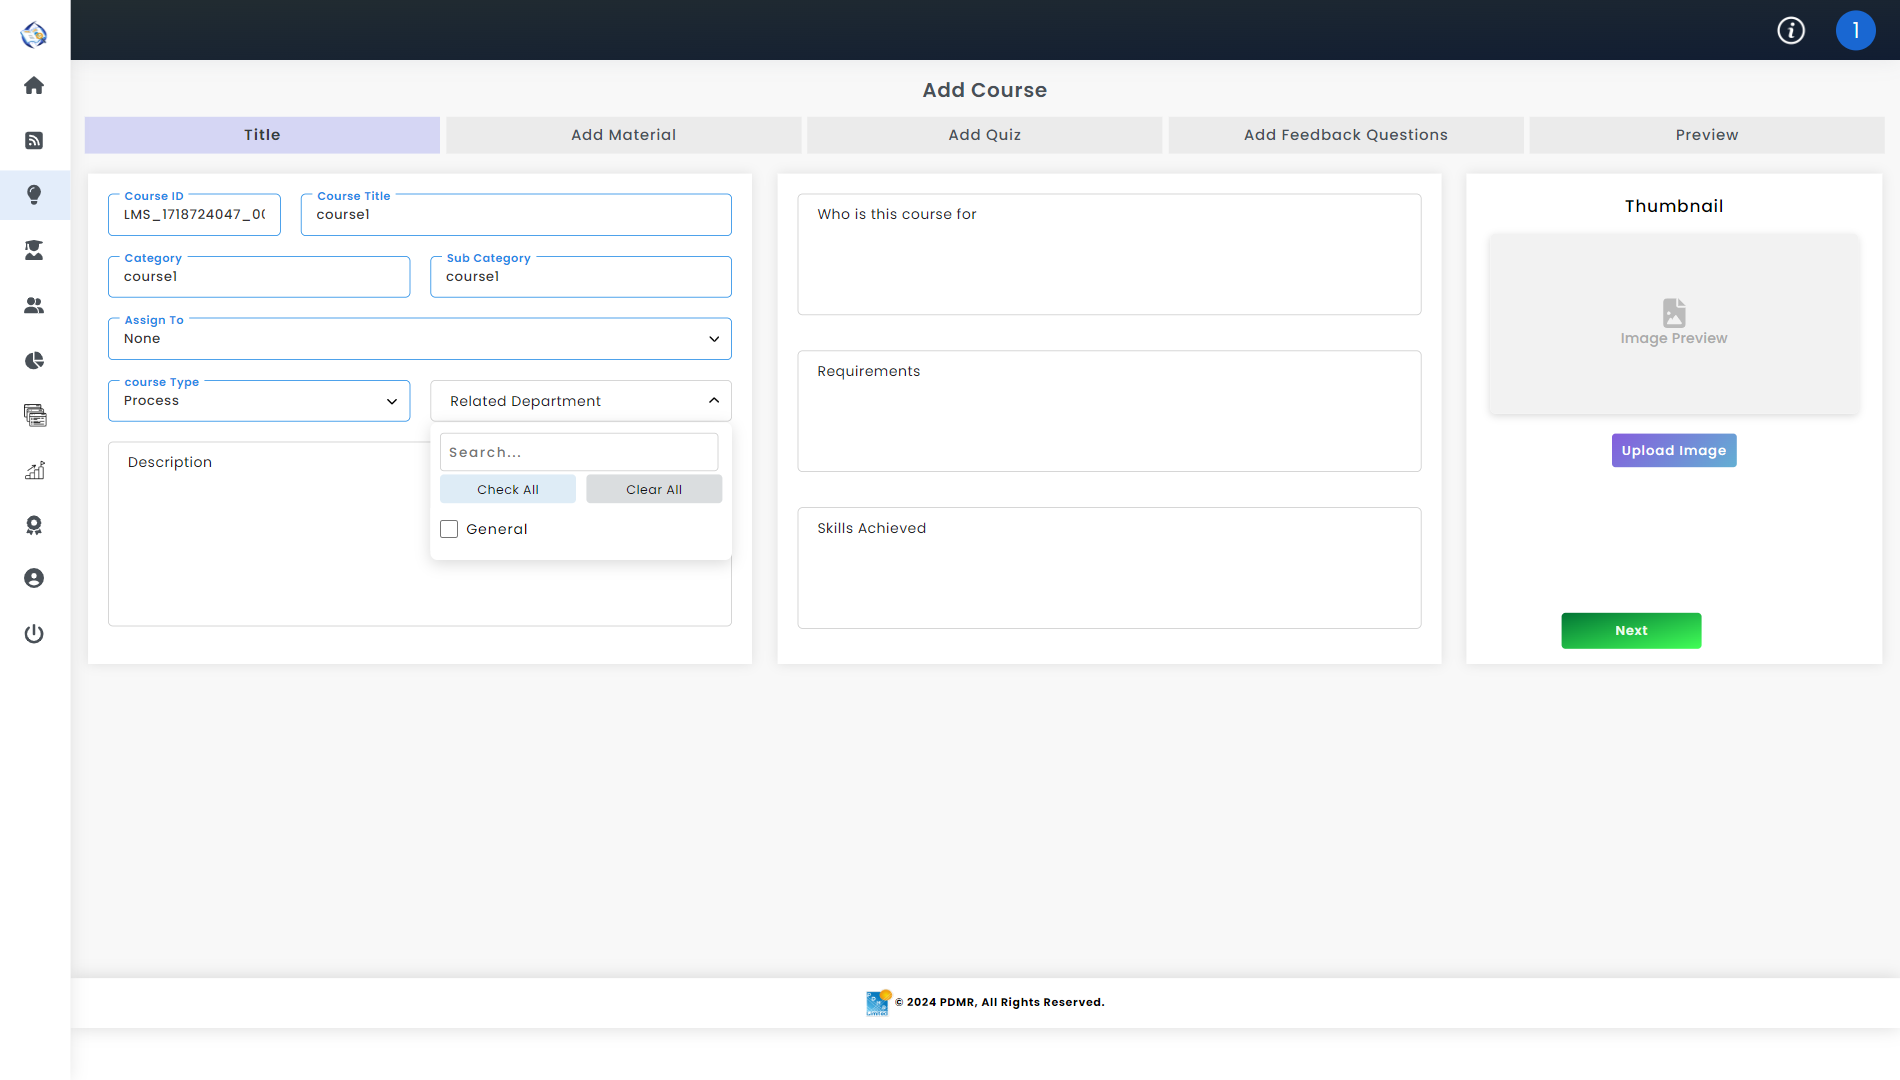 1
Add Course
Title
Add Material
Add Quiz
Add Feedback Questions
Preview
Course ID
LMS_1718724047_00
Course Title
course1
Category
course1
Sub Category
course1
Assign To
None
course Type
Process
Related Department
Search...
Check All
Clear All
General
Description
Who is this course for
Requirements
Skills Achieved
Thumbnail
Image Preview
Upload Image
Next
© 2024 PDMR, All Rights Reserved.